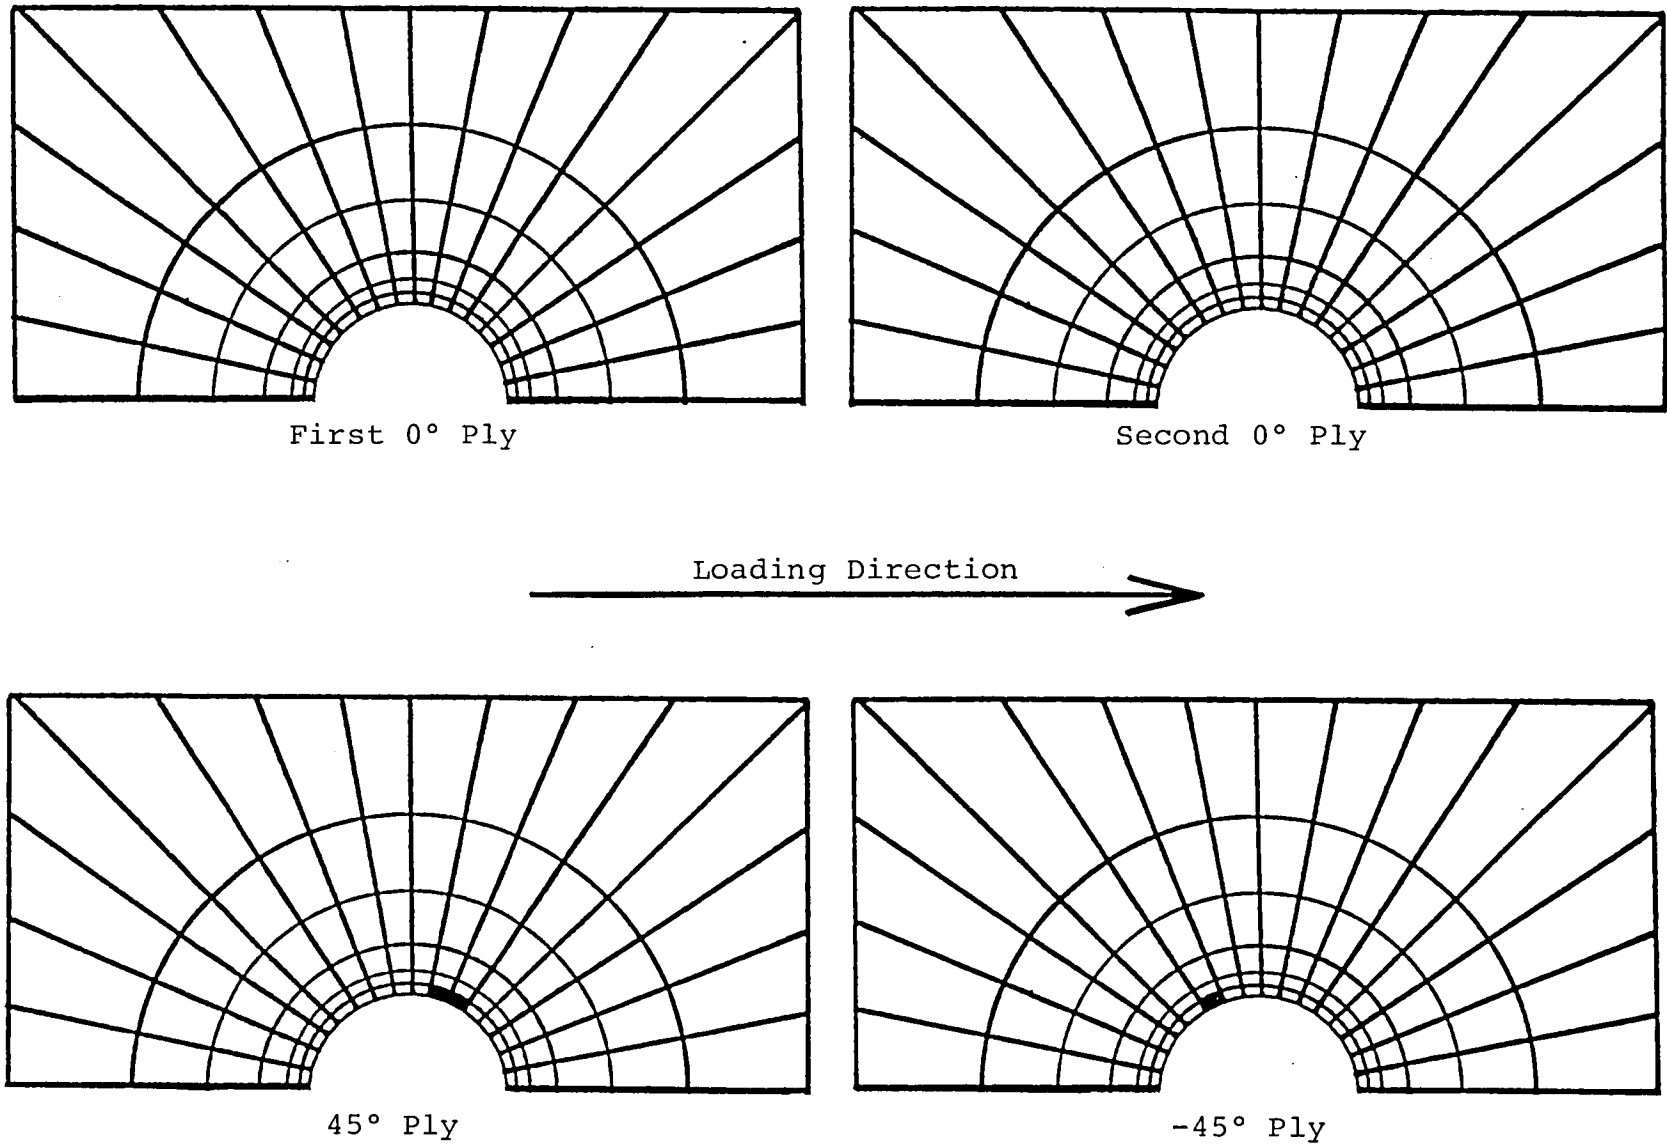 First 0° Ply
Second 0° Ply
Loading Direction
45° Ply
-45° Ply